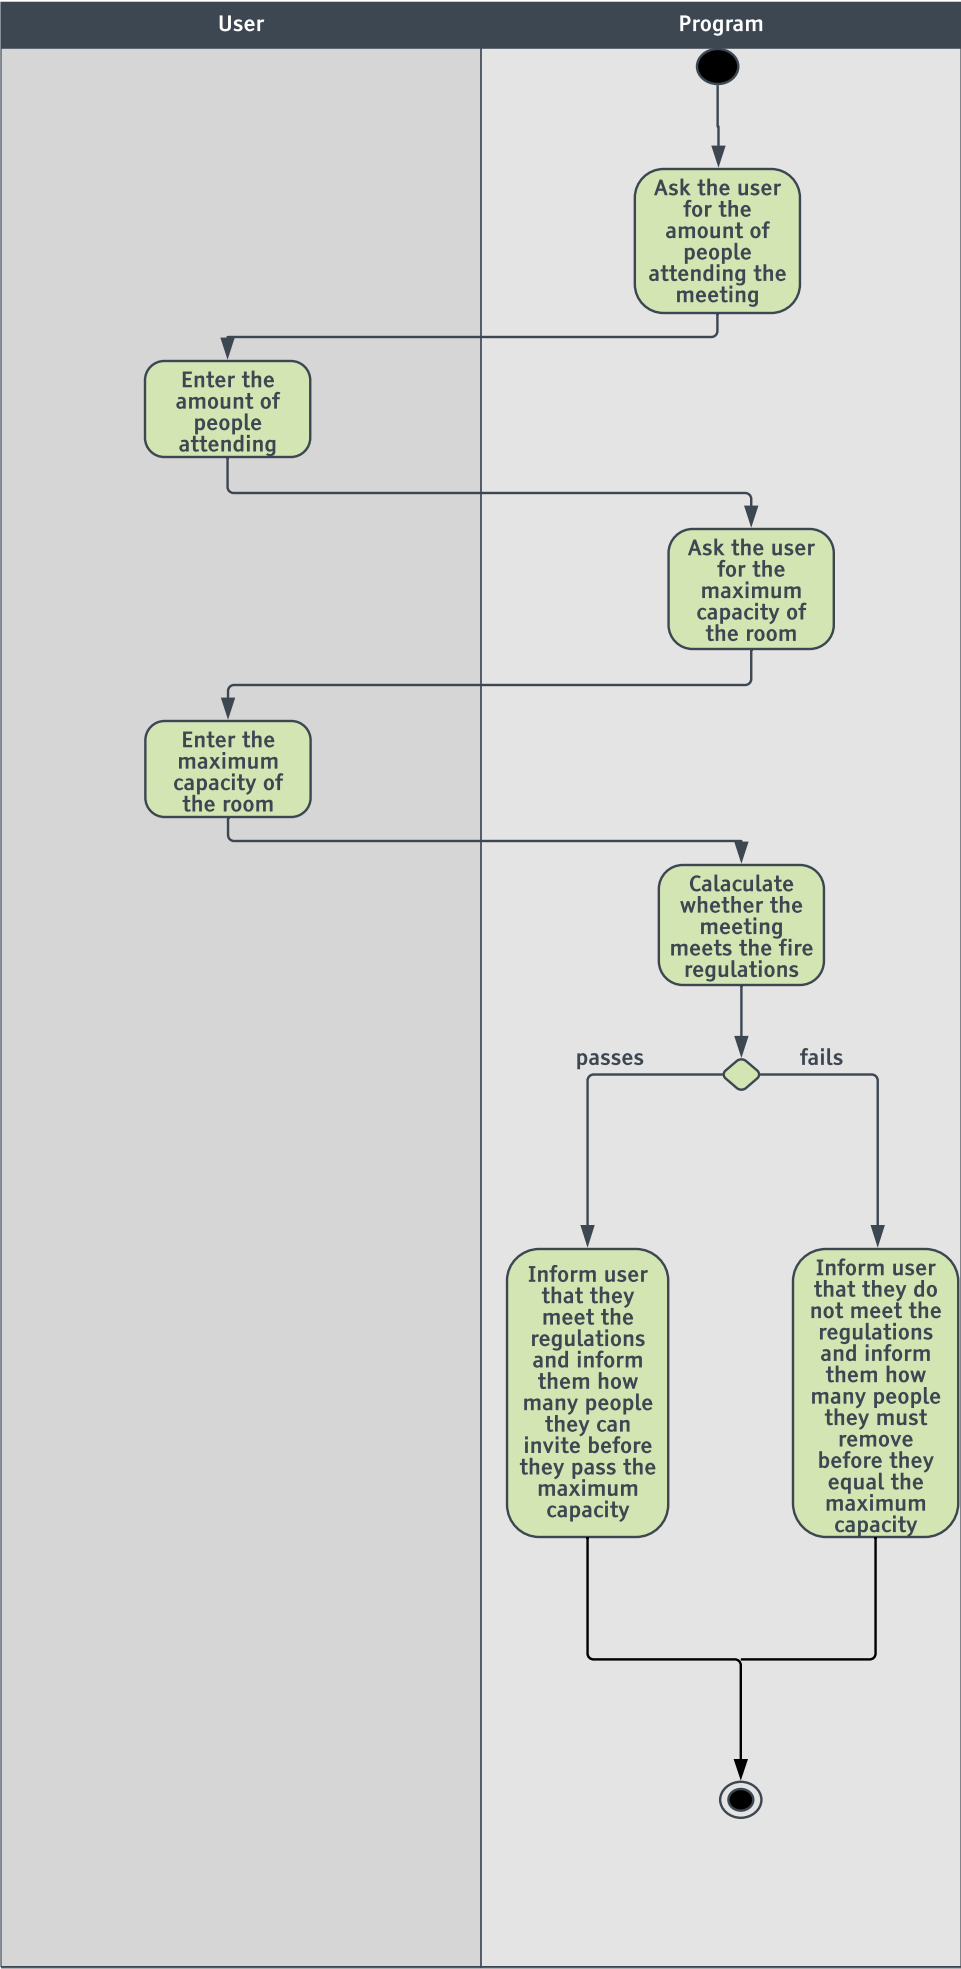 User
Program
Ask the user
for the
amount of
people
attending the
meeting
Enter the
amount of
people
attending
Ask the user
for the
maximum
capacity of
the room
Enter the
maximum
capacity of
the room
Calaculate
whether the
meeting
meets the fire
regulations
passes
fails
Inform user
that they
meet the
regulations
and inform
them how
many people
they can
invite before
they pass the
maximum
capacity
Inform user
that they do
not meet the
regulations
and inform
them how
many people
they must
remove
before they
equal the
maximum
capacity